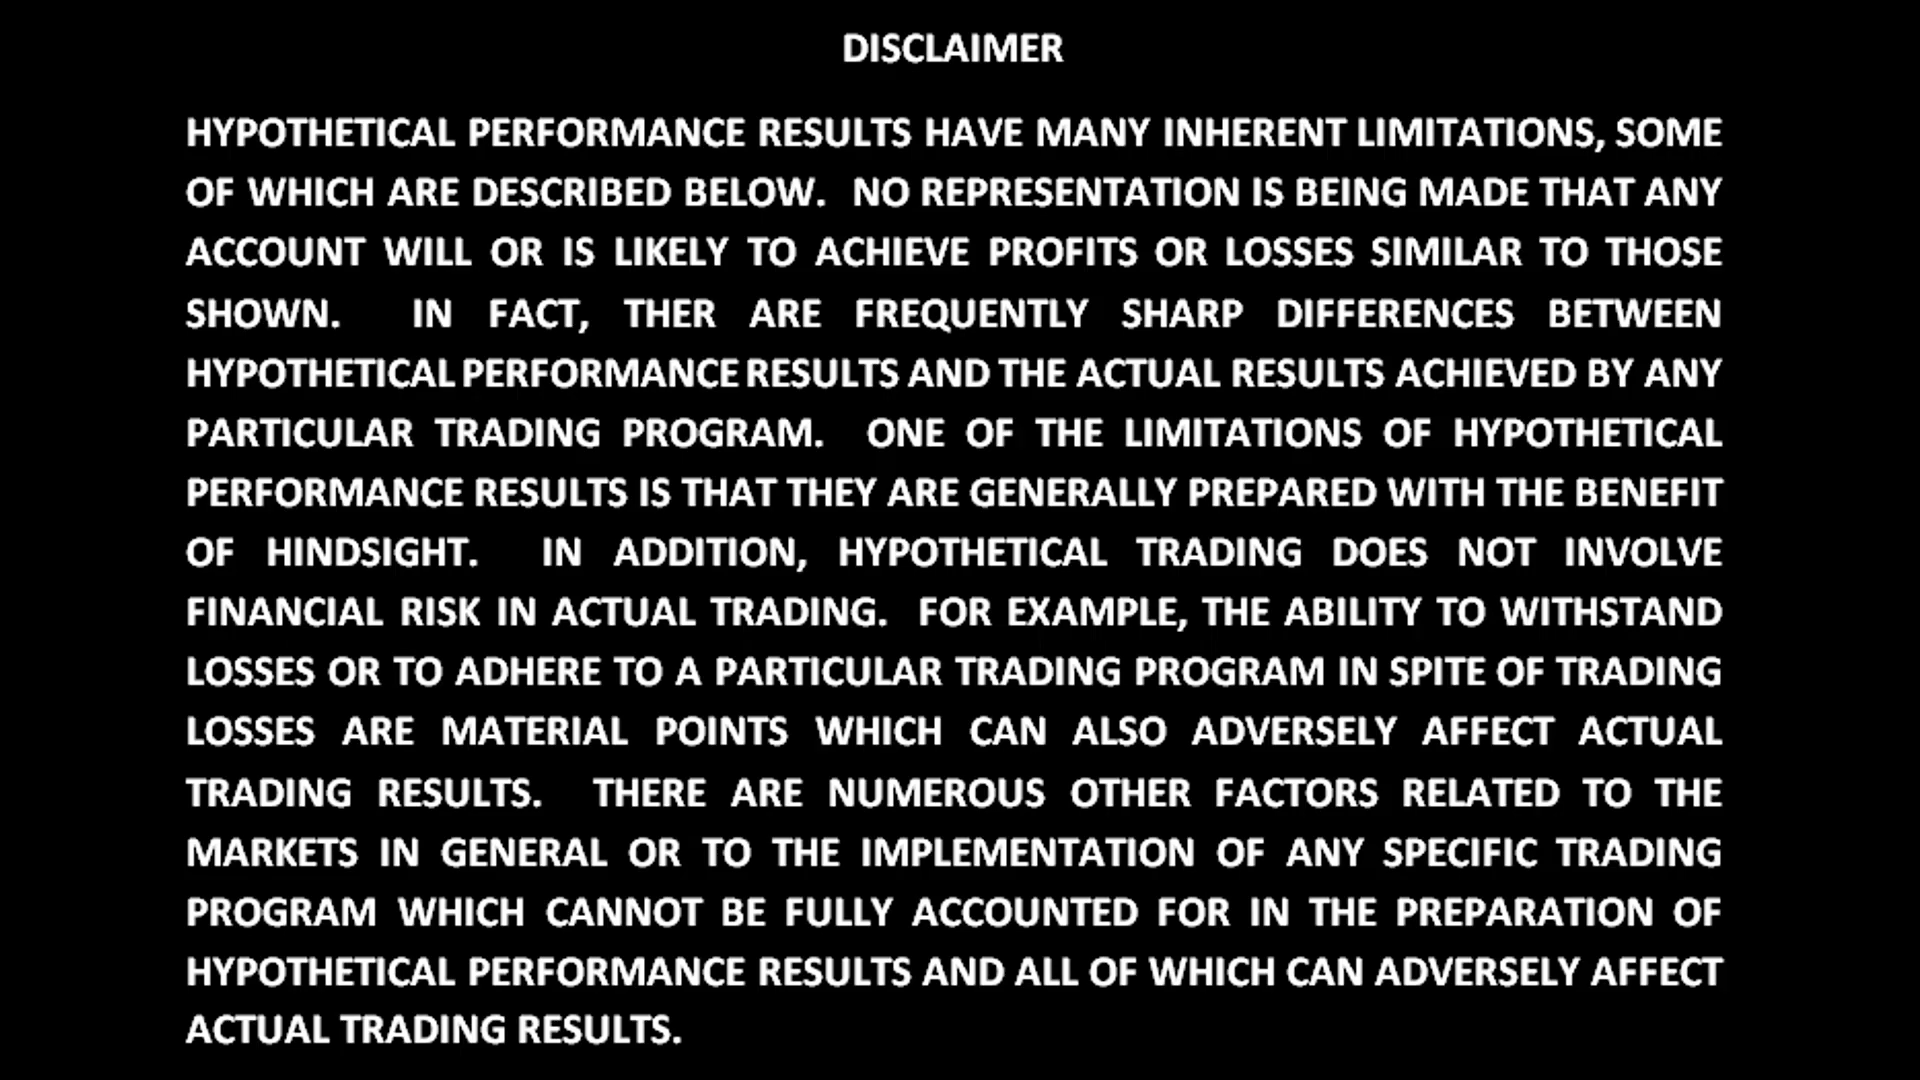 DISCLAIMER
HYPOTHETICAL PERFORMANCE RESULTS HAVE MANY INHERENT LIMITATIONS, SOME
OF WHICH ARE DESCRIBED BELOW. NO REPRESENTATION IS BEING MADE THAT ANY
ACCOUNT WILL OR IS LIKELY TO ACHIEVE PROFITS OR LOSSES SIMILAR TO THOSE
SHOWN. IN FACT, THER ARE FREQUENTLY SHARP DIFFERENCES BETWEEN
HYPOTHETICAL PERFORMANCE RESULTS AND THE ACTUAL RESULTS ACHIEVED BY ANY
PARTICULAR TRADING PROGRAM. ONE OF THE LIMITATIONS OF HYPOTHETICAL
PERFORMANCE RESULTS IS THAT THEY ARE GENERALLY PREPARED WITH THE BENEFIT
OF HINDSIGHT. IN ADDITION, HYPOTHETICAL TRADING DOES NOT INVOLVE
FINANCIAL RISK IN ACTUAL TRADING. FOR EXAMPLE, THE ABILITY TO WITHSTAND
LOSSES OR TO ADHERE TO A PARTICULAR TRADING PROGRAM IN SPITE OF TRADING
LOSSES ARE MATERIAL POINTS WHICH CAN ALSO ADVERSELY AFFECT ACTUAL
TRADING RESULTS. THERE ARE NUMEROUS OTHER FACTORS RELATED TO THE
MARKETS IN GENERAL OR TO THE IMPLEMENTATION OF ANY SPECIFIC TRADING
PROGRAM WHICH CANNOT BE FULLY ACCOUNTED FOR IN THE PREPARATION OF
HYPOTHETICAL PERFORMANCE RESULTS AND ALL OF WHICH CAN ADVERSELY AFFECT
ACTUAL TRADING RESULTS.